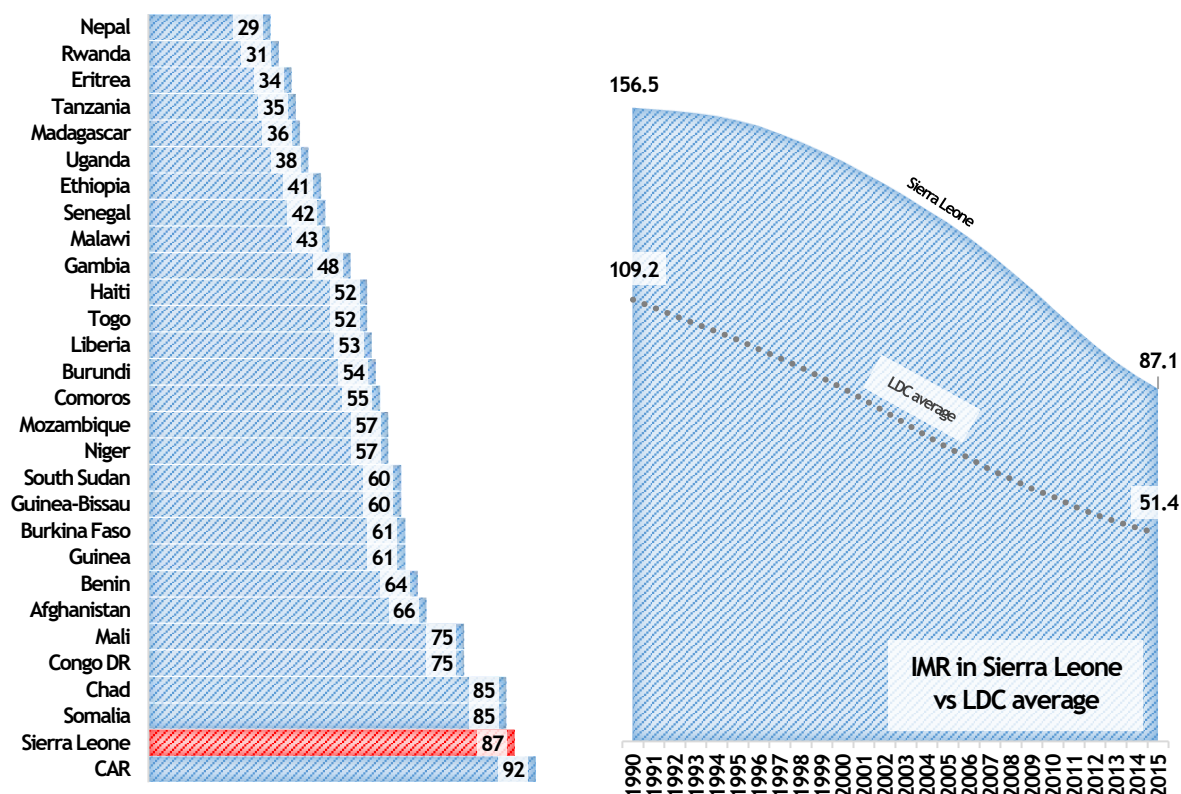 Nepal 29
Rwanda 31
Eritrea 34
Tanzania 35
Madagascar 36
Uganda 38
Ethiopia 41
Senegal 42
Malawi 43
Gambia 48
Haiti 52
Togo 52
Liberia 53
Burundi 54
Comoros 55
Mozambique 57
Niger 57
South Sudan 60
Guinea-Bissau 60
Burkina Faso 61
Guinea 61
Benin 64
Afghanistan 66
Mali 75
Congo DR 75
Chad 85
Somalia 85
Sierra Leone 87
CAR 92
156.5
Sierra Leone
109.2
87.1
LDC average
51.4
IMR in Sierra Leone
vs LDC average
1990
1991
1992
1993
1994
1995
1996
1997
1998
1999
2000
2001
2002
2003
2004
2005
2006
2007
2008
2009
2010
2011
2012
2013
2014
2015